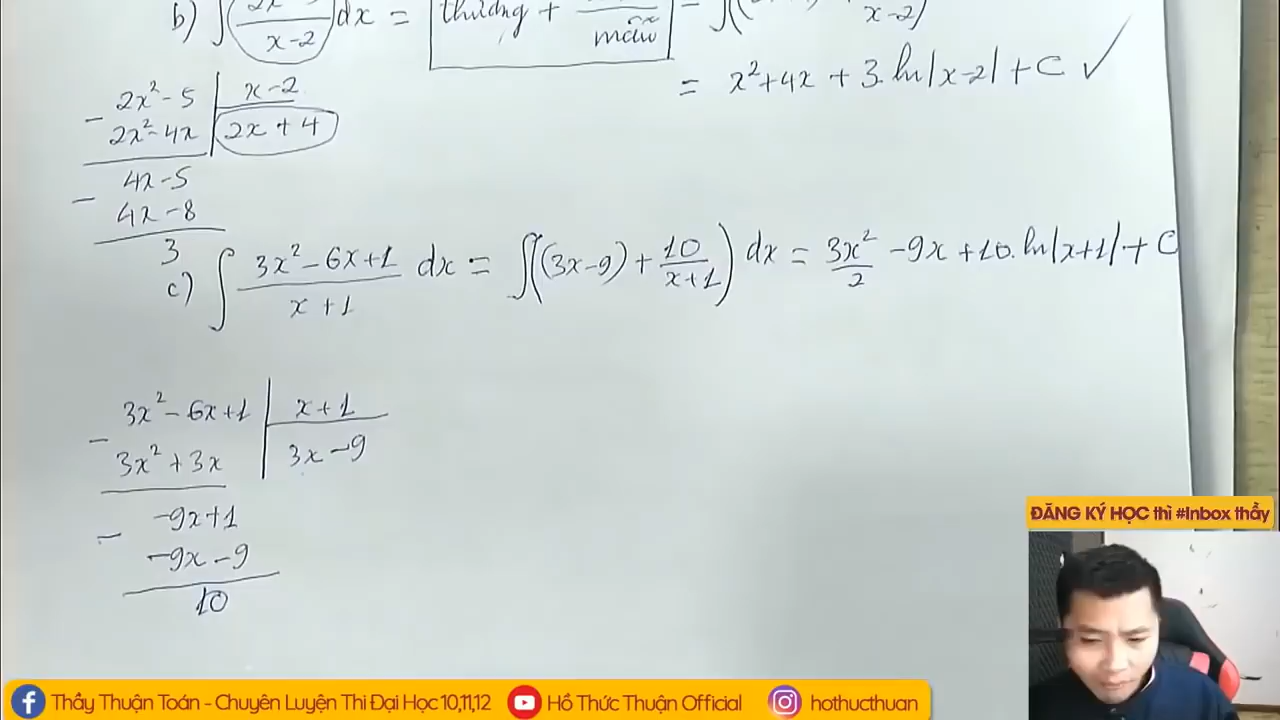 b) ∫( /x-2)dx = thương + /mẫu = ∫(( x-2)
= x²+4x + 3.ln|x-2| + C ✓
2x² - 5 | x-2
- 2x² - 4x | 2x + 4
4x - 5
- 4x - 8
3
c) ∫ (3x² - 6x + 1)/(x + 1) dx = ∫((3x-9) + 10/(x+1)) dx = 3x²/2 - 9x + 10.ln|x+1| + C
3x² - 6x + 1 | x + 1
- 3x² + 3x | 3x - 9
-9x + 1
- -9x - 9
10
ĐĂNG KÝ HỌC thì #Inbox thầy
Thầy Thuận Toán - Chuyên Luyện Thi Đại Học 10,11,12 Hồ Thức Thuận Official hothucthuan